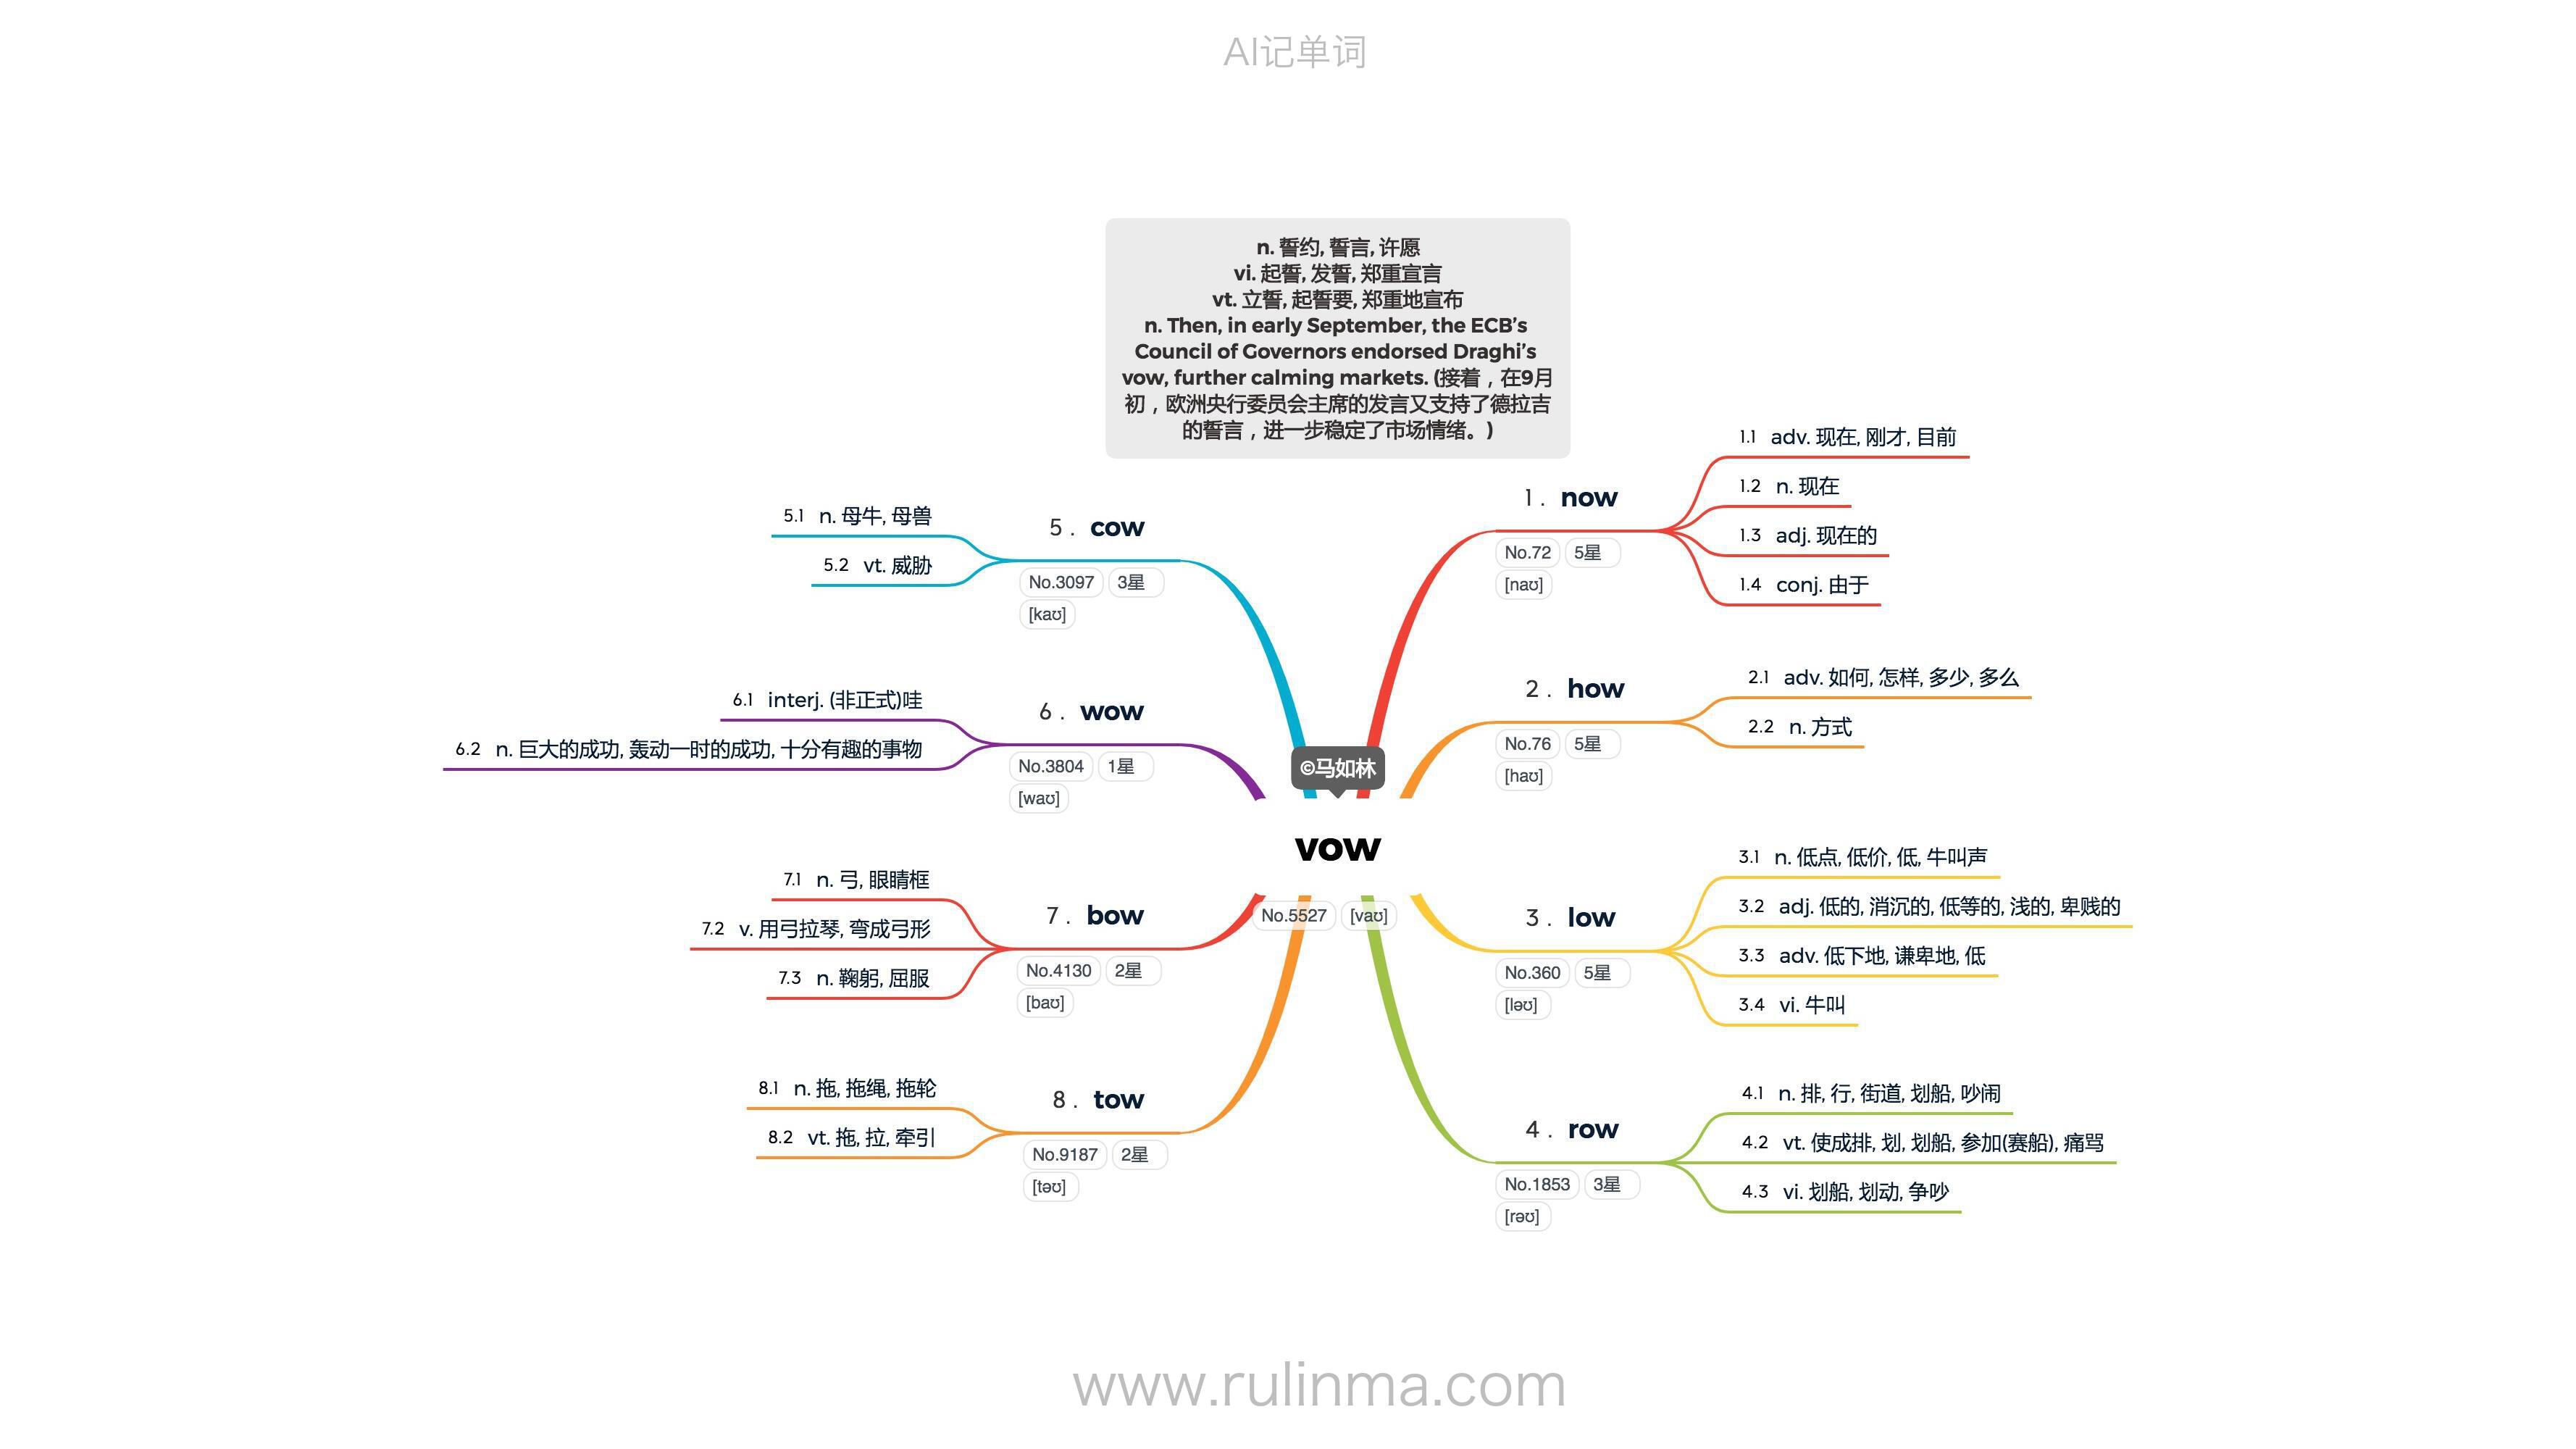 AI记单词
n. 誓约, 誓言, 许愿
vi. 起誓, 发誓, 郑重宣言
vt. 立誓, 起誓要, 郑重地宣布
n. Then, in early September, the ECB’s
Council of Governors endorsed Draghi’s
vow, further calming markets. (接着，在9月
初，欧洲央行委员会主席的发言又支持了德拉吉
的誓言，进一步稳定了市场情绪。)
©马如林
vow
No.5527 [vaʊ]
1 . now
No.72 5星
[naʊ]
1.1 adv. 现在, 刚才, 目前
1.2 n. 现在
1.3 adj. 现在的
1.4 conj. 由于
2 . how
No.76 5星
[haʊ]
2.1 adv. 如何, 怎样, 多少, 多么
2.2 n. 方式
3 . low
No.360 5星
[ləʊ]
3.1 n. 低点, 低价, 低, 牛叫声
3.2 adj. 低的, 消沉的, 低等的, 浅的, 卑贱的
3.3 adv. 低下地, 谦卑地, 低
3.4 vi. 牛叫
4 . row
No.1853 3星
[rəʊ]
4.1 n. 排, 行, 街道, 划船, 吵闹
4.2 vt. 使成排, 划, 划船, 参加(赛船), 痛骂
4.3 vi. 划船, 划动, 争吵
5 . cow
No.3097 3星
[kaʊ]
5.1 n. 母牛, 母兽
5.2 vt. 威胁
6 . wow
No.3804 1星
[waʊ]
6.1 interj. (非正式)哇
6.2 n. 巨大的成功, 轰动一时的成功, 十分有趣的事物
7 . bow
No.4130 2星
[baʊ]
7.1 n. 弓, 眼睛框
7.2 v. 用弓拉琴, 弯成弓形
7.3 n. 鞠躬, 屈服
8 . tow
No.9187 2星
[təʊ]
8.1 n. 拖, 拖绳, 拖轮
8.2 vt. 拖, 拉, 牵引
www.rulinma.com